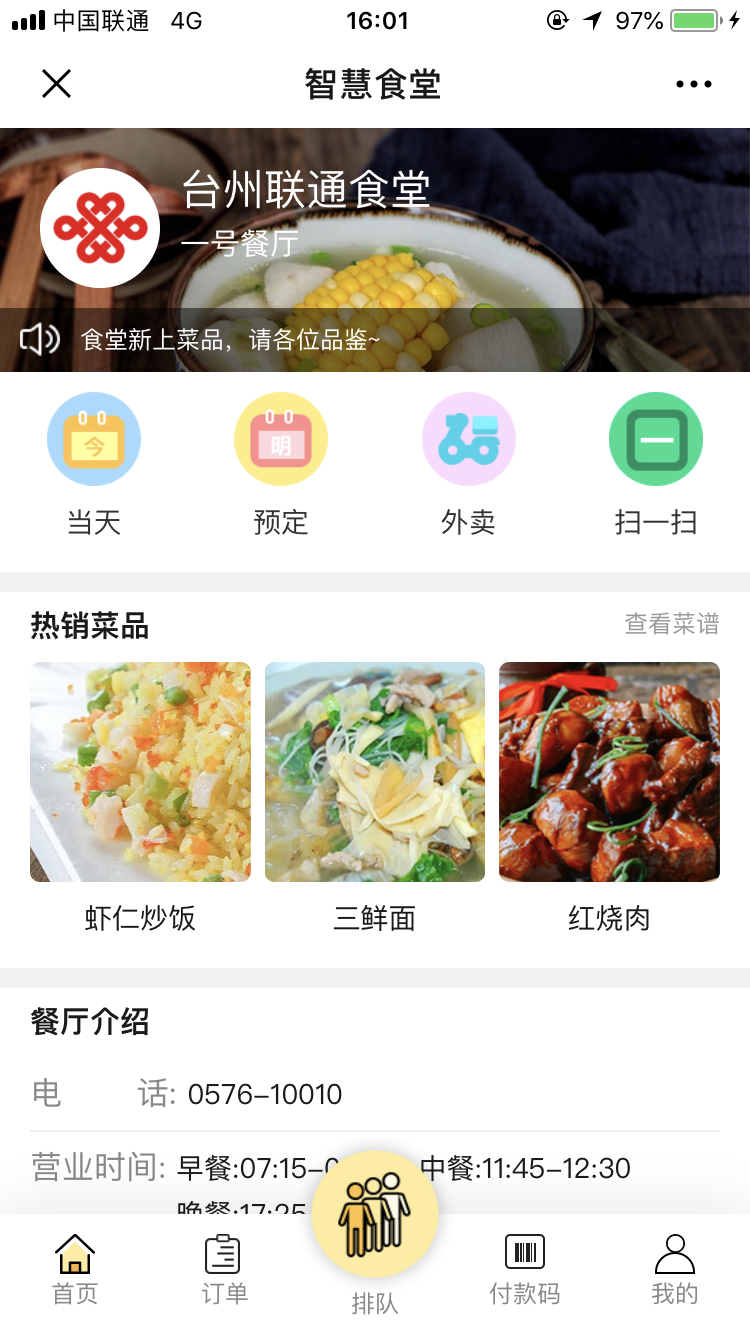 中国联通 4G 16:01 97%
智慧食堂
台州联通食堂
一号餐厅
食堂新上菜品，请各位品鉴~
今 明
当天 预定 外卖 扫一扫
热销菜品 查看菜谱
虾仁炒饭 三鲜面 红烧肉
餐厅介绍
电 话: 0576-10010
营业时间: 早餐:07:15-0 中餐:11:45-12:30
晚餐:17:25
首页 订单 排队 付款码 我的